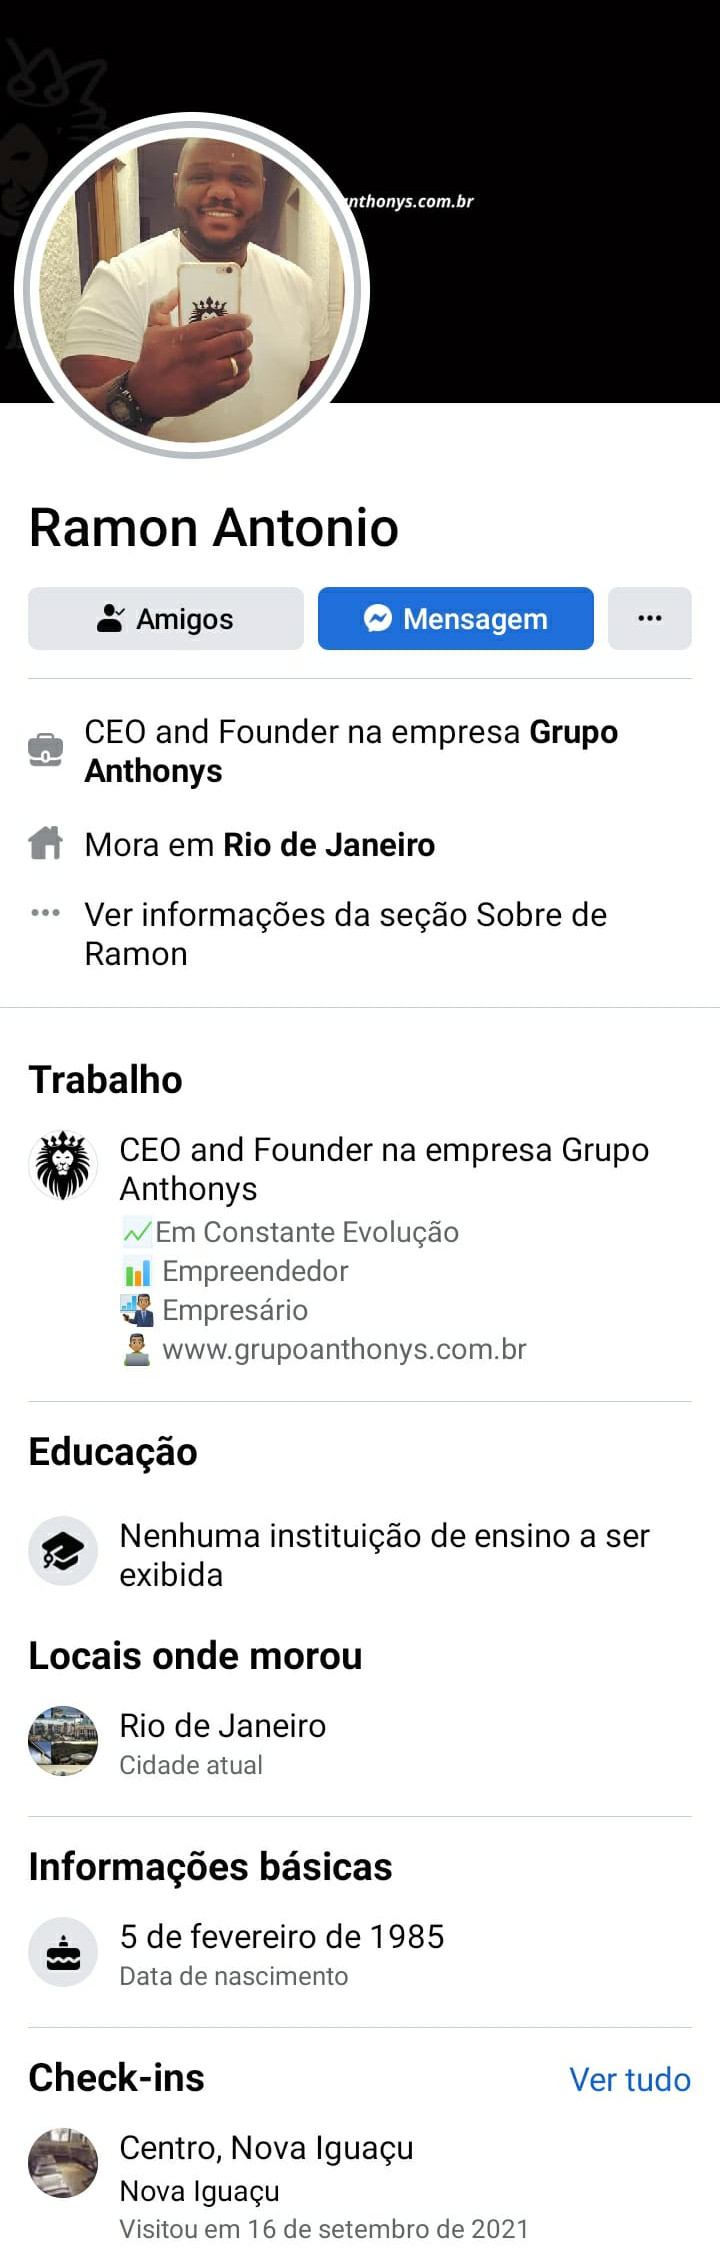 nthonys.com.br
Ramon Antonio
Amigos
Mensagem
CEO and Founder na empresa Grupo
Anthonys
Mora em Rio de Janeiro
Ver informações da seção Sobre de
Ramon
Trabalho
CEO and Founder na empresa Grupo
Anthonys
Em Constante Evolução
Empreendedor
Empresário
www.grupoanthonys.com.br
Educação
Nenhuma instituição de ensino a ser
exibida
Locais onde morou
Rio de Janeiro
Cidade atual
Informações básicas
5 de fevereiro de 1985
Data de nascimento
Check-ins
Ver tudo
Centro, Nova Iguaçu
Nova Iguaçu
Visitou em 16 de setembro de 2021